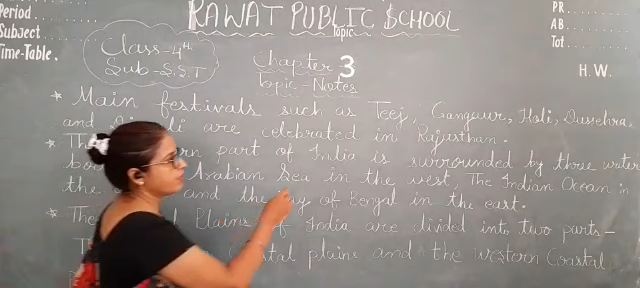 Period
Subject
Time-Table.
RAWAT PUBLIC SCHOOL
Topic
PR
AB
Tot
H.W.
Class-4th
Sub-S.S.T
Chapter 3
Topic-Notes
* Main festivals such as Teej, Gangaur, Holi, Dussehra,
and are celebrated in Rajasthan.
* part of India is surrounded by three water
Arabian Sea in the west, The Indian Ocean in
the and the of Bengal in the east.
* The Plains of India are divided into two parts-
plains and the western Coastal